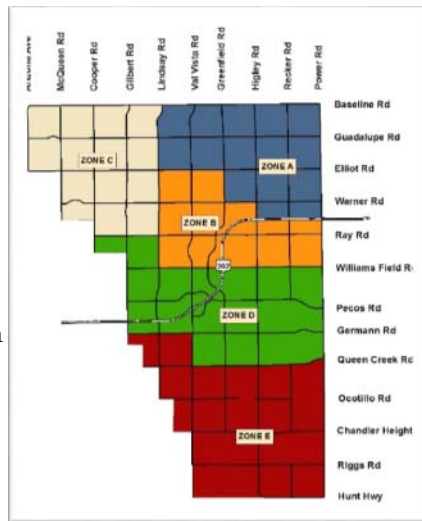 McQueen Rd
Cooper Rd
Gilbert Rd
Lindsay Rd
Val Vista Rd
Greenfield Rd
Higley Rd
Recker Rd
Power Rd
Baseline Rd
Guadalupe Rd
ZONE C
ZONE A
Elliot Rd
Warner Rd
ZONE B
Ray Rd
202
Williams Field R
Pecos Rd
ZONE D
Germann Rd
Queen Creek Rd
Ocotillo Rd
Chandler Height
ZONE E
Riggs Rd
Hunt Hwy